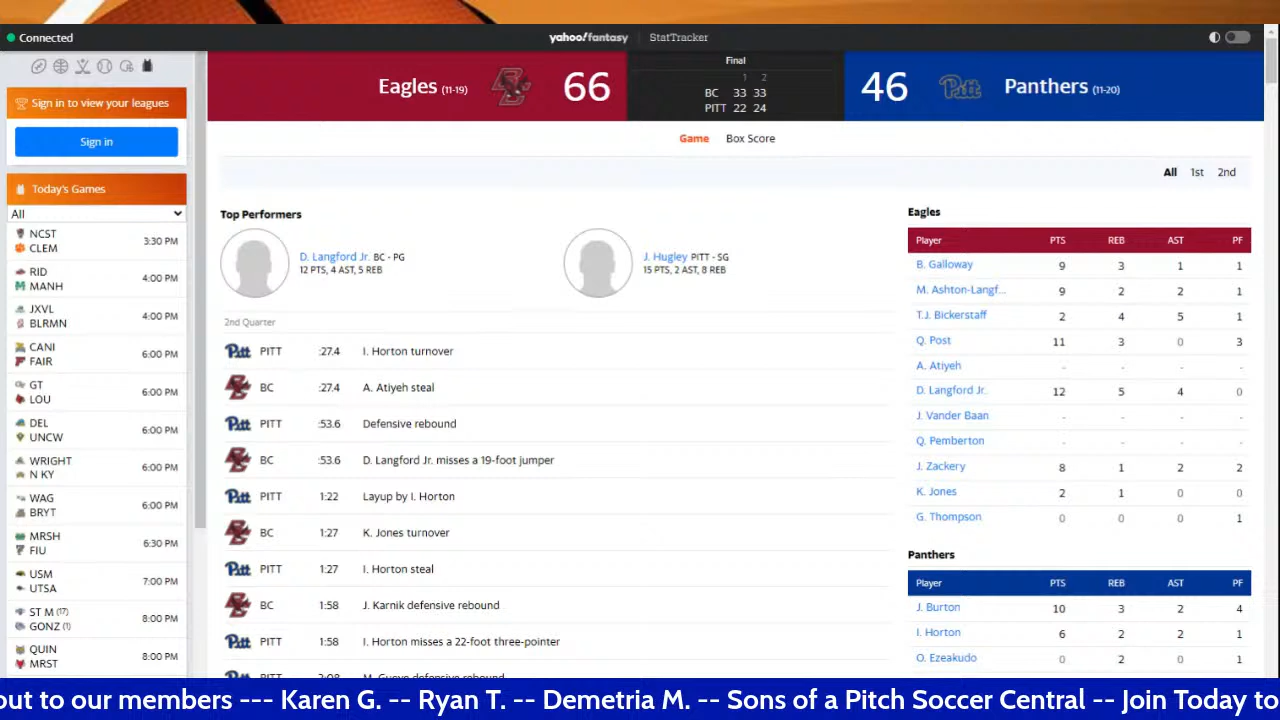 Connected
yahoo!fantasy StatTracker
Eagles (11-19) 66
Final
1 2
BC 33 33
PITT 22 24
46 Pitt Panthers (11-20)
Sign in to view your leagues
Sign in
Today's Games
All
NCST
CLEM
3:30 PM
RID
MANH
4:00 PM
JXVL
BLRMN
4:00 PM
CANI
FAIR
6:00 PM
GT
LOU
6:00 PM
DEL
UNCW
6:00 PM
WRIGHT
N KY
6:00 PM
WAG
BRYT
6:00 PM
MRSH
FIU
6:30 PM
USM
UTSA
7:00 PM
ST M (17)
GONZ (1)
8:00 PM
QUIN
MRST
8:00 PM
Game Box Score
All 1st 2nd
Top Performers
D. Langford Jr. BC - PG
12 PTS, 4 AST, 5 REB
J. Hugley PITT - SG
15 PTS, 2 AST, 8 REB
2nd Quarter
Pitt PITT :27.4 I. Horton turnover
BC :27.4 A. Atiyeh steal
Pitt PITT :53.6 Defensive rebound
BC :53.6 D. Langford Jr. misses a 19-foot jumper
Pitt PITT 1:22 Layup by I. Horton
BC 1:27 K. Jones turnover
Pitt PITT 1:27 I. Horton steal
BC 1:58 J. Karnik defensive rebound
Pitt PITT 1:58 I. Horton misses a 22-foot three-pointer
Pitt PITT 2:08 M. Gueye defensive rebound
Eagles
Player PTS REB AST PF
B. Galloway 9 3 1 1
M. Ashton-Langf... 9 2 2 1
T.J. Bickerstaff 2 4 5 1
Q. Post 11 3 0 3
A. Atiyeh - - - -
D. Langford Jr. 12 5 4 0
J. Vander Baan - - - -
Q. Pemberton - - - -
J. Zackery 8 1 2 2
K. Jones 2 1 0 0
G. Thompson 0 0 0 1
Panthers
Player PTS REB AST PF
J. Burton 10 3 2 4
I. Horton 6 2 2 1
O. Ezeakudo 0 2 0 1
out to our members --- Karen G. -- Ryan T. -- Demetria M. -- Sons of a Pitch Soccer Central -- Join Today to